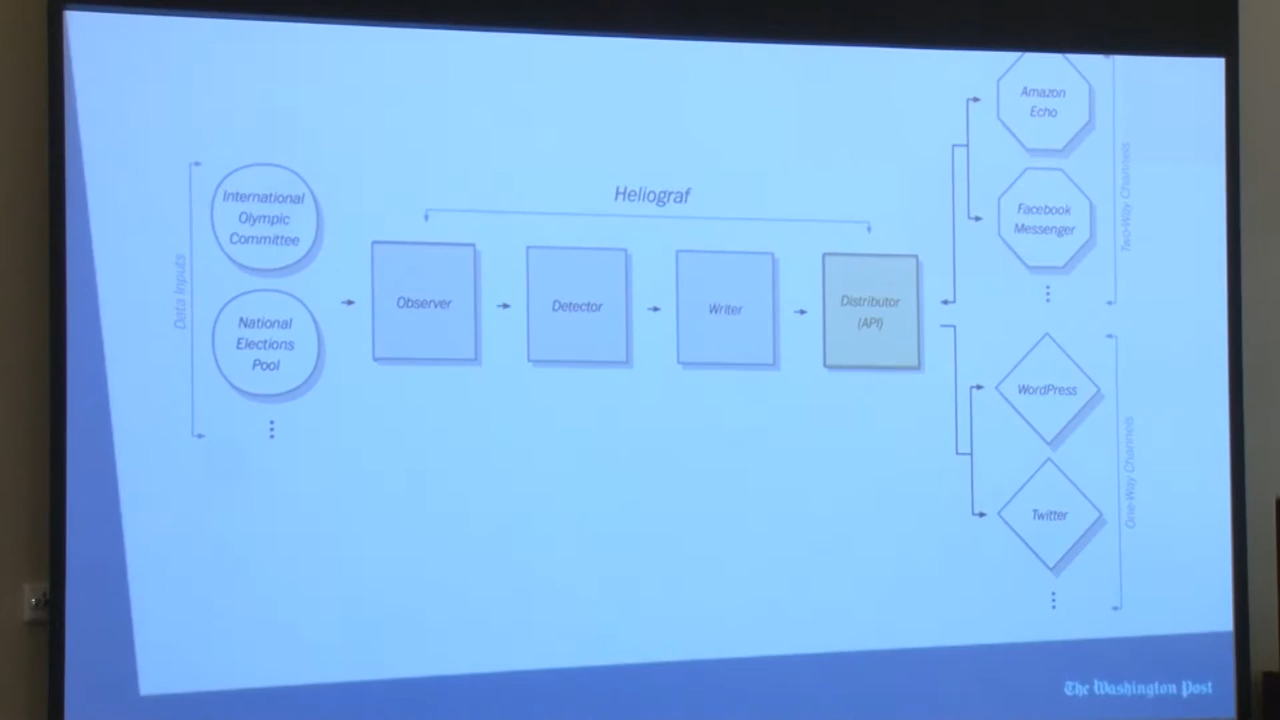 Data Inputs
International
Olympic
Committee
National
Elections
Pool
Heliograf
Observer
Detector
Writer
Distributor
(API)
Amazon
Echo
Facebook
Messenger
Two-Way Channels
WordPress
Twitter
One-Way Channels
The Washington Post